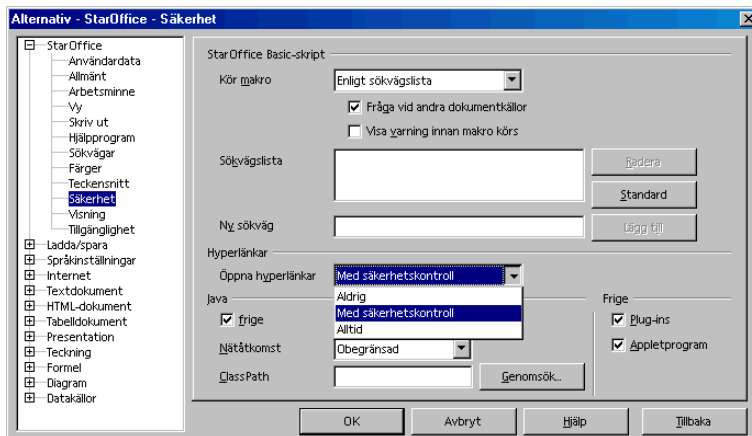 Alternativ - StarOffice - Säkerhet
StarOffice
Användardata
Allmänt
Arbetsminne
Vy
Skriv ut
Hjälpprogram
Sökvägar
Färger
Teckensnitt
Säkerhet
Visning
Tillgänglighet
Ladda/spara
Språkinställningar
Internet
Textdokument
HTML-dokument
Tabelldokument
Presentation
Teckning
Formel
Diagram
Datakällor
StarOffice Basic-skript
Kör makro
Enligt sökvägslista
Fråga vid andra dokumentkällor
Visa varning innan makro körs
Sökvägslista
Radera
Standard
Ny sökväg
Lägg till
Hyperlänkar
Öppna hyperlänkar
Med säkerhetskontroll
Aldrig
Med säkerhetskontroll
Alltid
Java
frige
Nätåtkomst
Obegränsad
ClassPath
Genomsök...
Frige
Plug-ins
Appletprogram
OK
Avbryt
Hjälp
Tillbaka